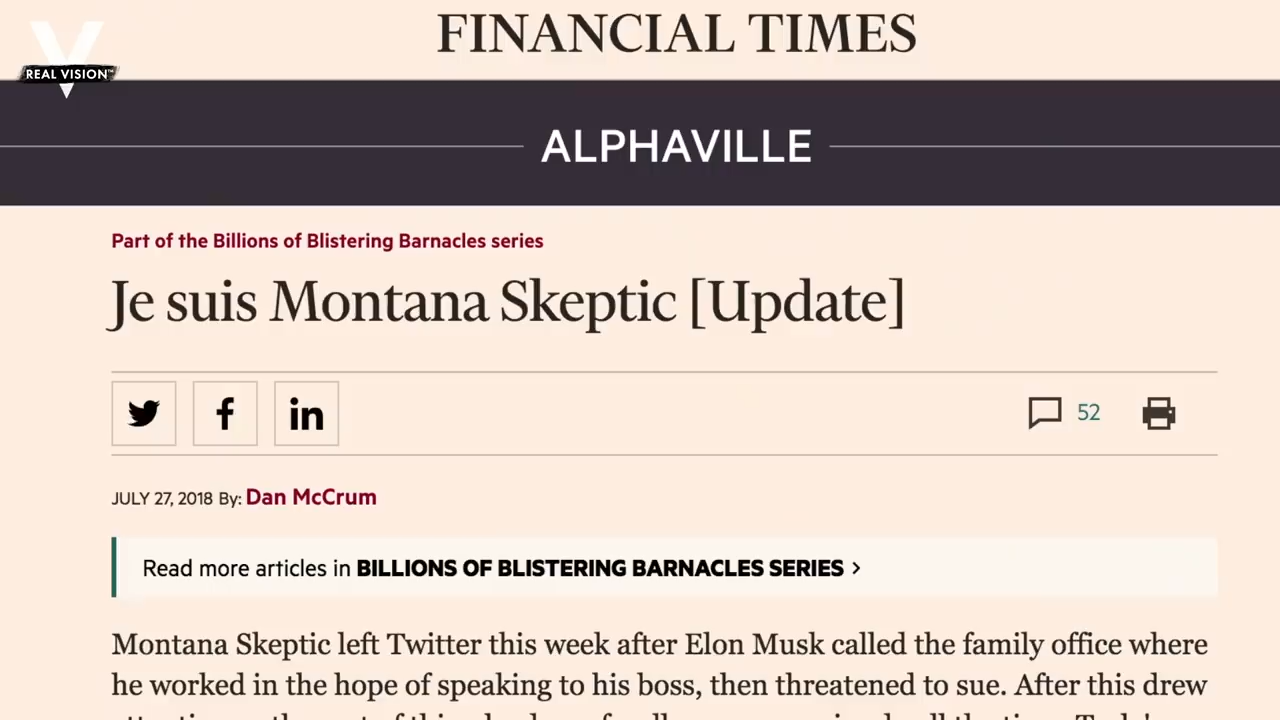 FINANCIAL TIMES
REAL VISION™
ALPHAVILLE
Part of the Billions of Blistering Barnacles series
Je suis Montana Skeptic [Update]
52
JULY 27, 2018 By: Dan McCrum
Read more articles in BILLIONS OF BLISTERING BARNACLES SERIES >
Montana Skeptic left Twitter this week after Elon Musk called the family office where
he worked in the hope of speaking to his boss, then threatened to sue. After this drew